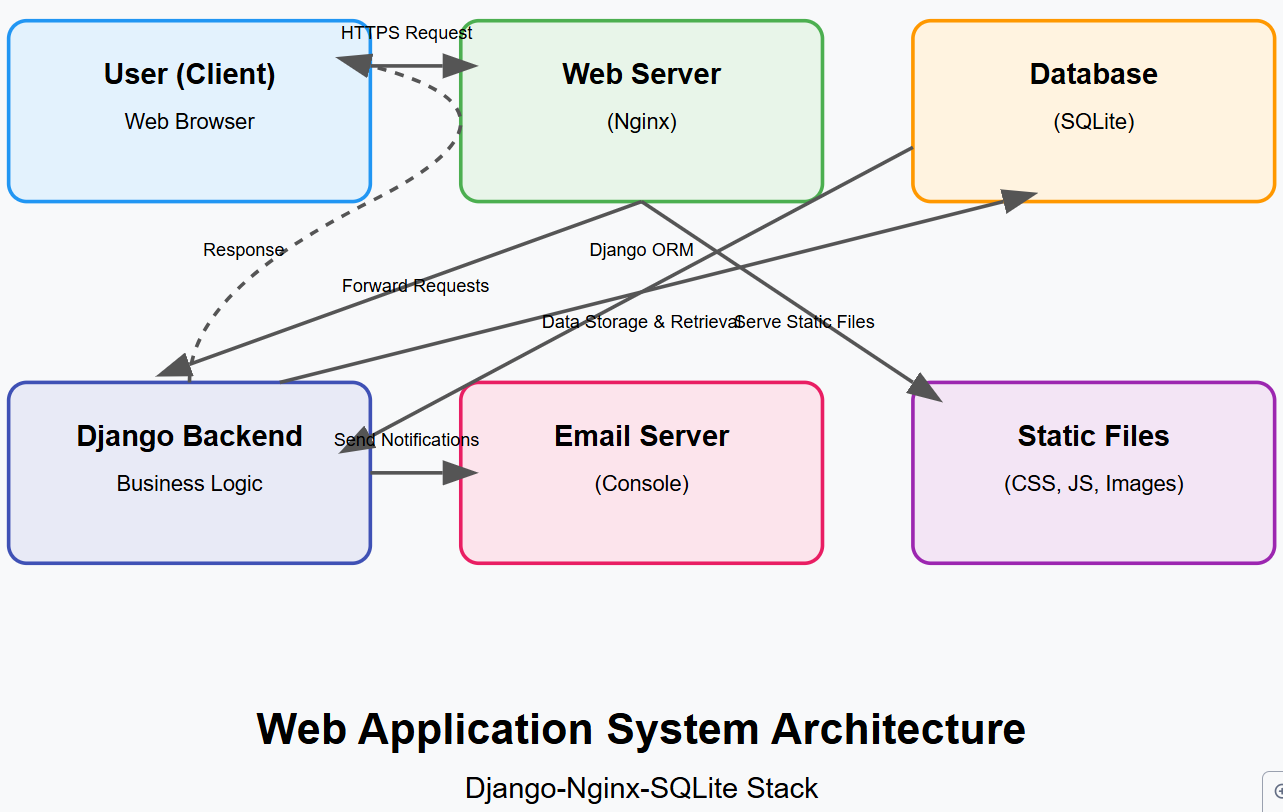 HTTPS Request
User (Client)
Web Browser
Web Server
(Nginx)
Database
(SQLite)
Response
Django ORM
Forward Requests
Data Storage & Retrieval
Serve Static Files
Django Backend
Business Logic
Send Notifications
Email Server
(Console)
Static Files
(CSS, JS, Images)
Web Application System Architecture
Django-Nginx-SQLite Stack